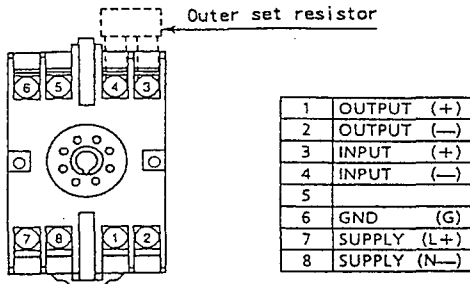 Outer set resistor
6 5 4 3
7 8 1 2
1 OUTPUT (+)
2 OUTPUT (—)
3 INPUT (+)
4 INPUT (—)
5
6 GND (G)
7 SUPPLY (L+)
8 SUPPLY (N—)